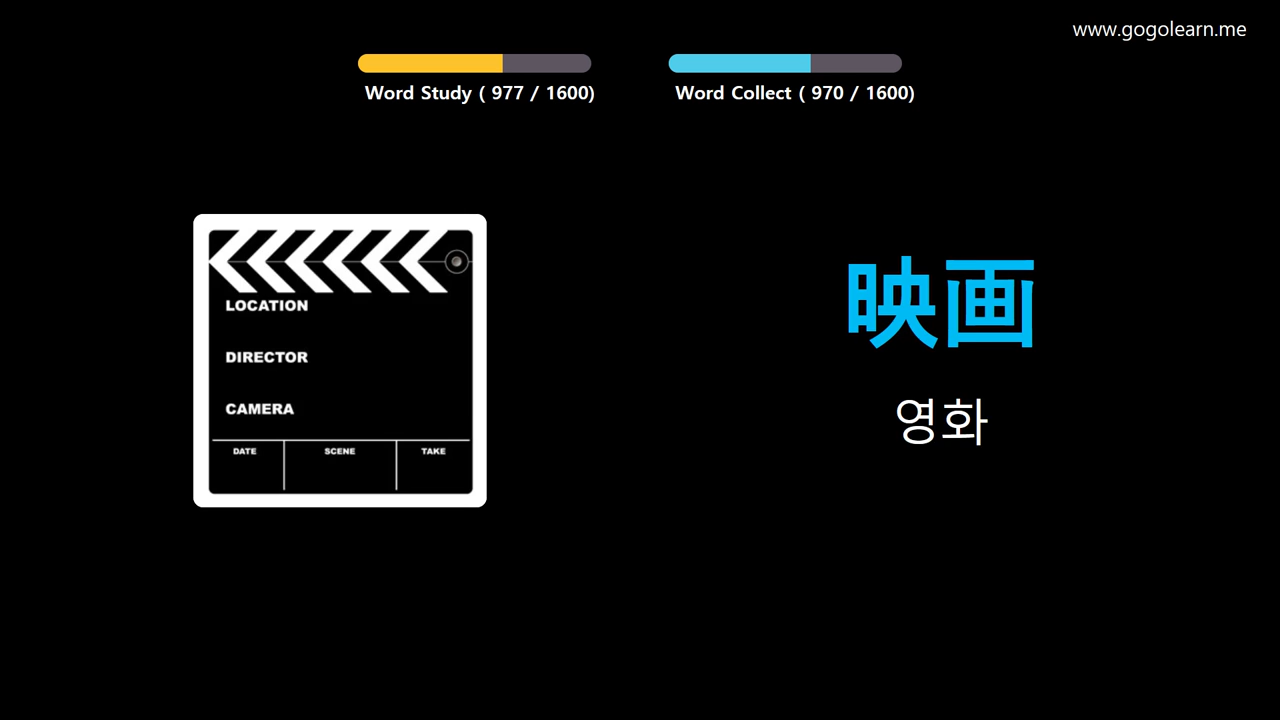 www.gogolearn.me
Word Study ( 977 / 1600)
Word Collect ( 970 / 1600)
LOCATION
DIRECTOR
CAMERA
DATE
SCENE
TAKE
映画
영화